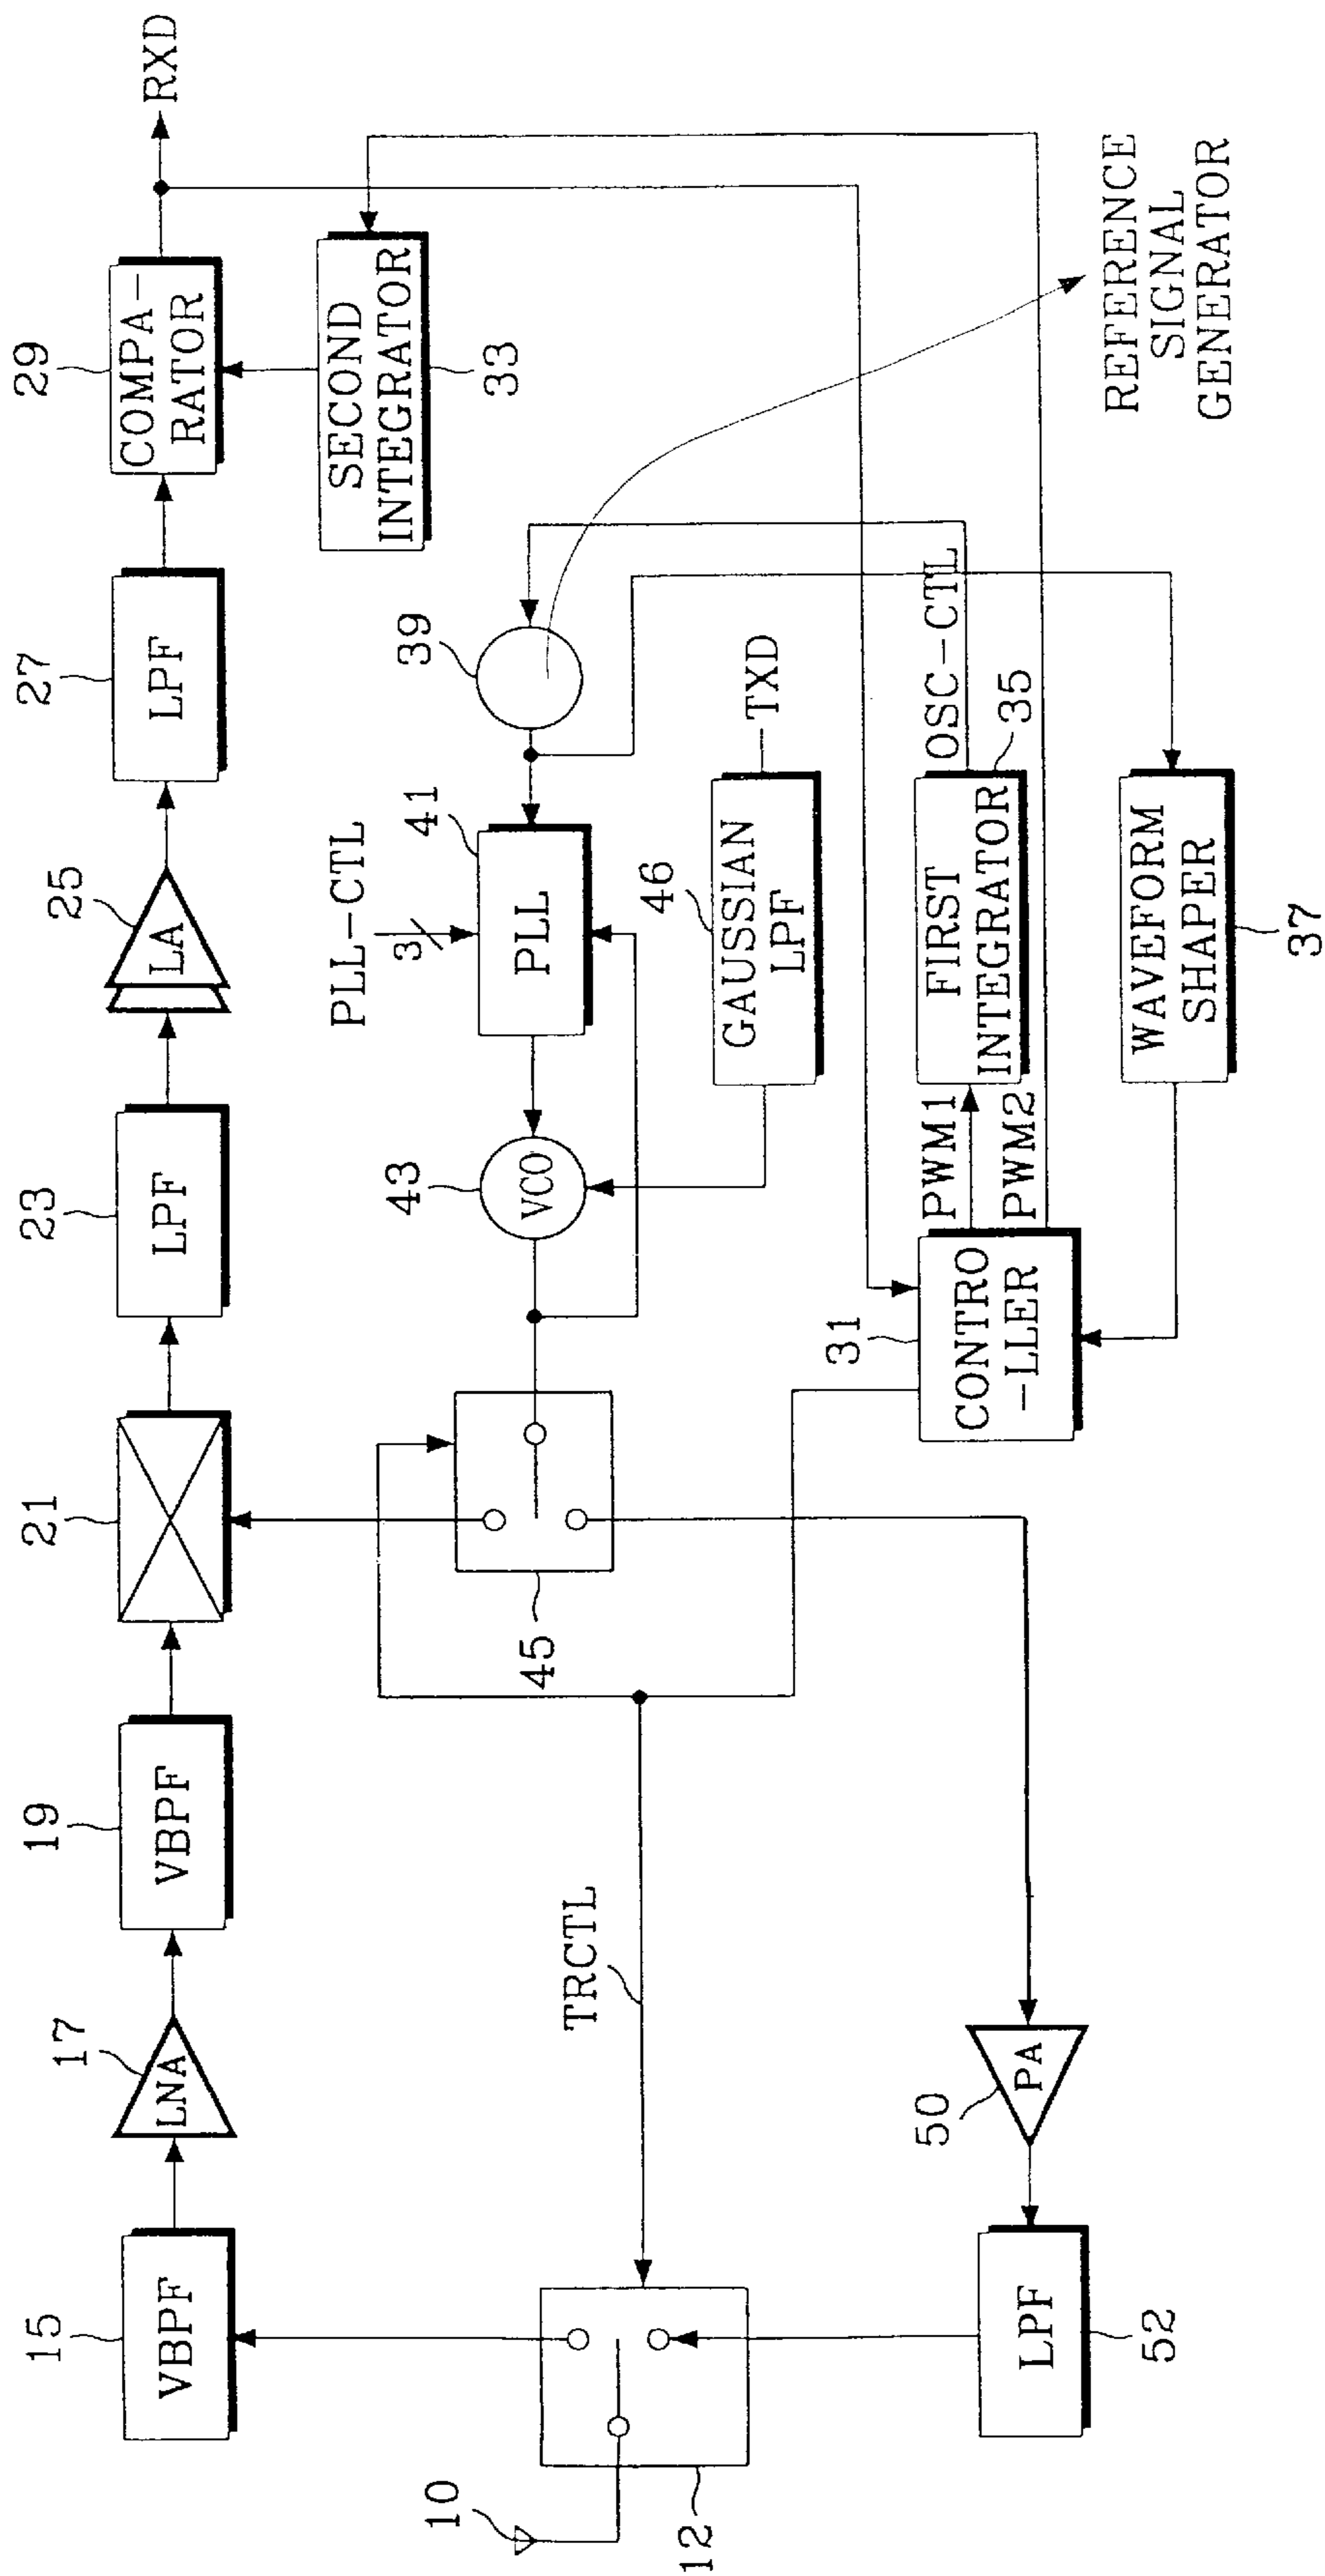 15
VBPF
17
LNA
19
VBPF
21
23
LPF
25
LA
27
LPF
29
COMPA-
RATOR
RXD
SECOND
INTEGRATOR
33
10
12
TRCTL
45
43
VCO
PLL-CTL
3
41
PLL
39
46
GAUSSIAN
LPF
TXD
REFERENCE
SIGNAL
GENERATOR
50
PA
LPF
52
31
CONTRO
-LLER
PWM1
PWM2
FIRST
INTEGRATOR
35
OSC-CTL
WAVEFORM
SHAPER
37